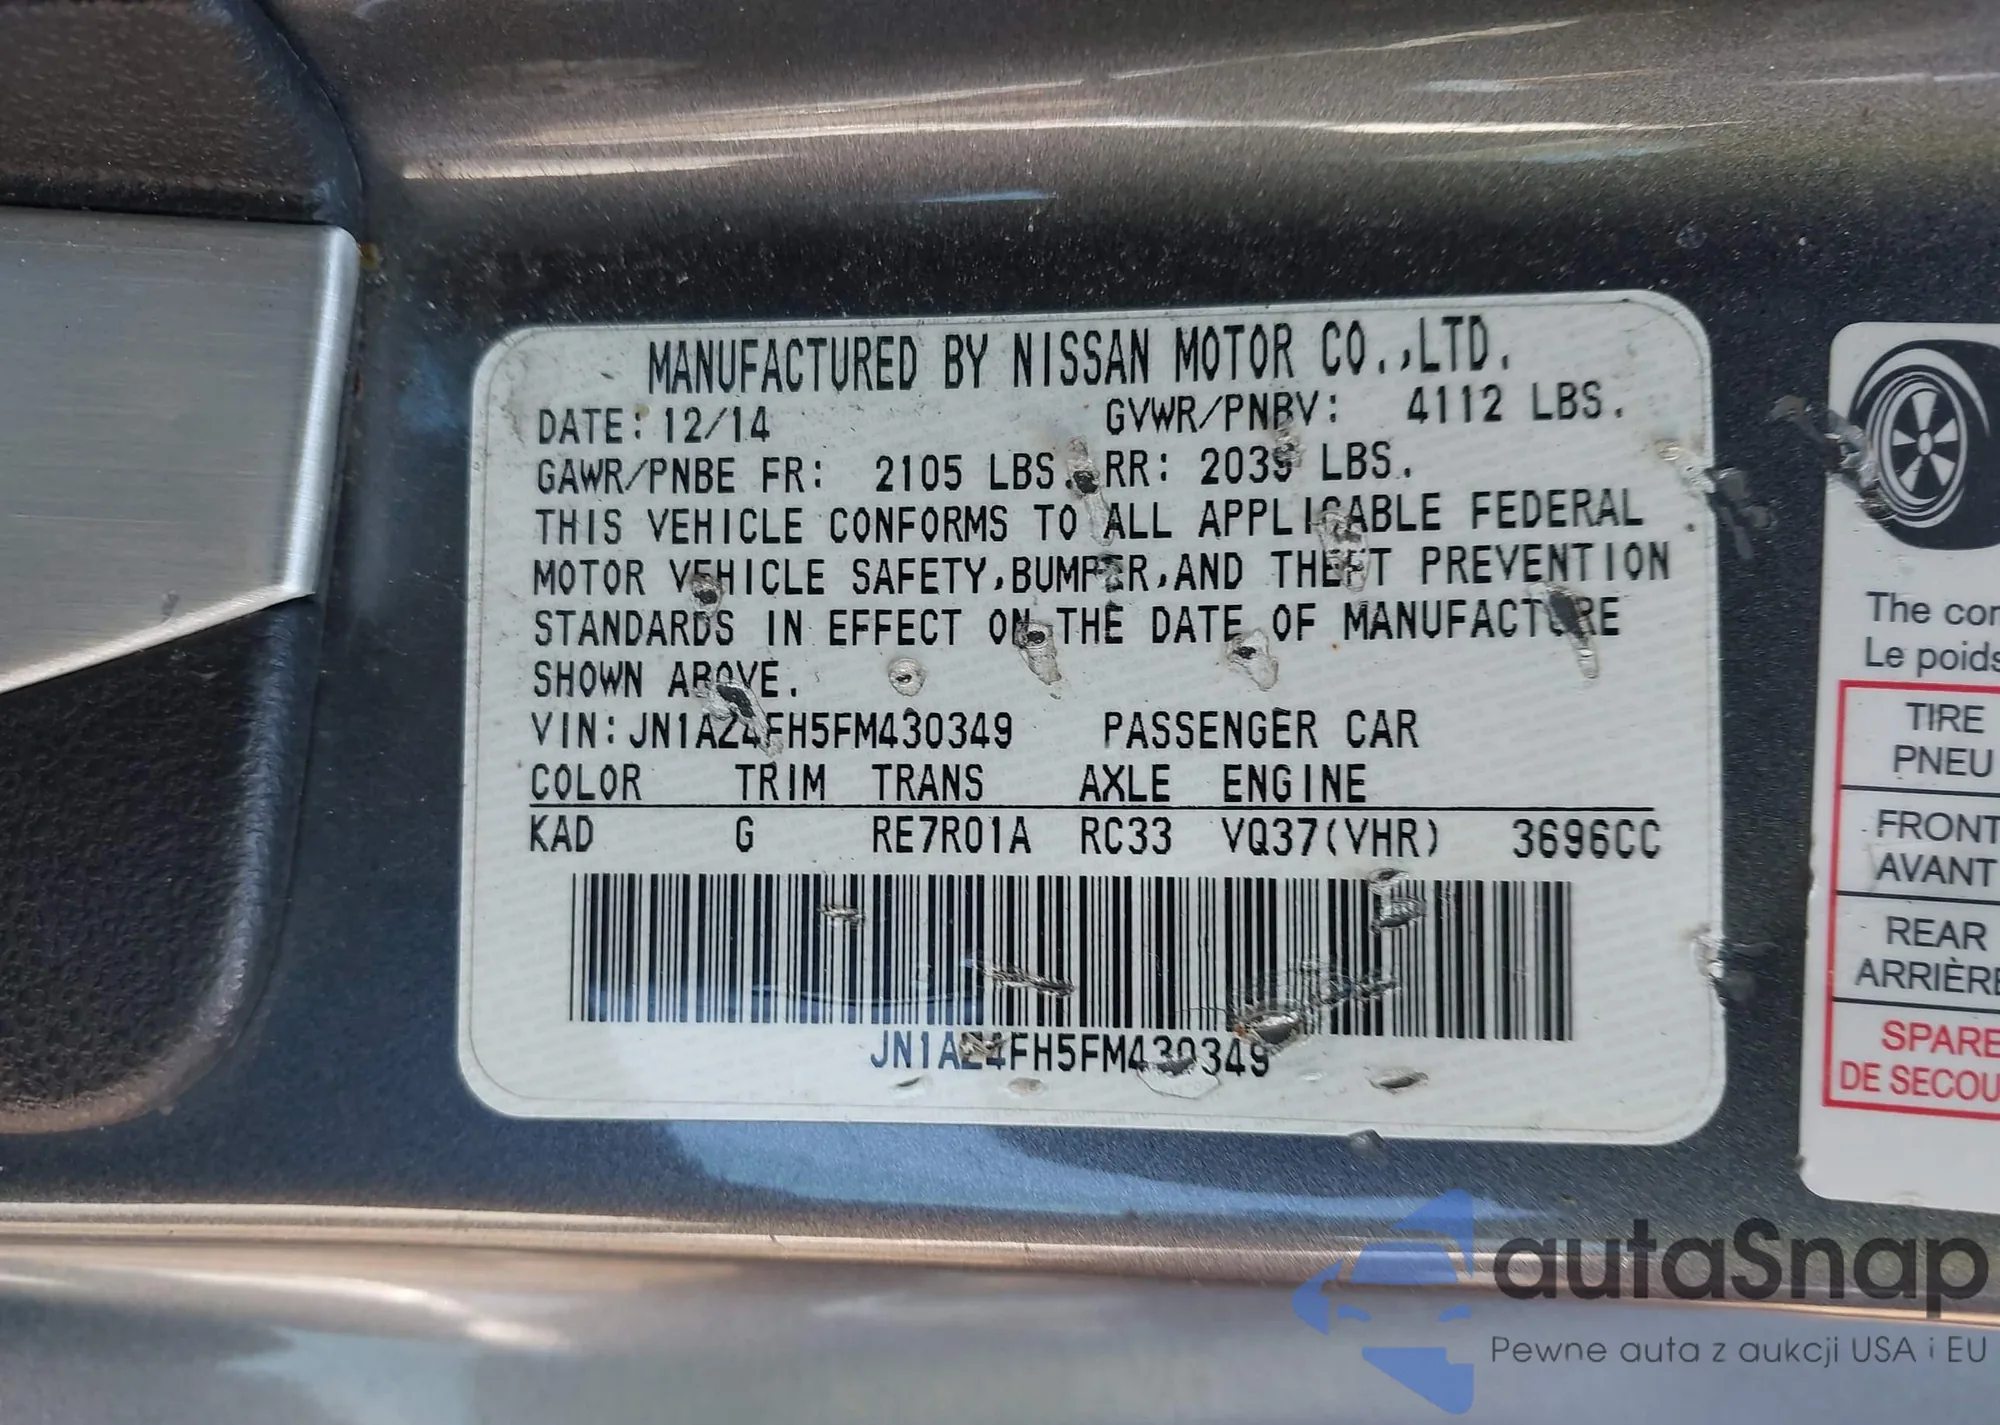 MANUFACTURED BY NISSAN MOTOR CO.,LTD.
DATE: 12/14 GVWR/PNBV: 4112 LBS.
GAWR/PNBE FR: 2105 LBS. RR: 2039 LBS.
THIS VEHICLE CONFORMS TO ALL APPLICABLE FEDERAL
MOTOR VEHICLE SAFETY,BUMPER,AND THEFT PREVENTION
STANDARDS IN EFFECT ON THE DATE OF MANUFACTURE
SHOWN ABOVE.
VIN:JN1AZ4FH5FM430349 PASSENGER CAR
COLOR TRIM TRANS AXLE ENGINE
KAD G RE7R01A RC33 VQ37(VHR) 3696CC
JN1AZ4FH5FM430349
The com
Le poids
TIRE
PNEU
FRONT
AVANT
REAR
ARRIÈRE
SPARE
DE SECOU
autaSnap
Pewne auta z aukcji USA i EU